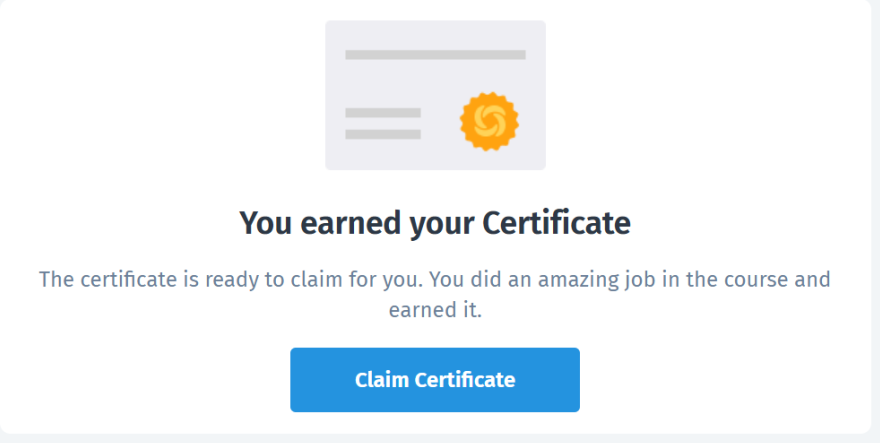 You earned your Certificate
The certificate is ready to claim for you. You did an amazing job in the course and
earned it.
Claim Certificate